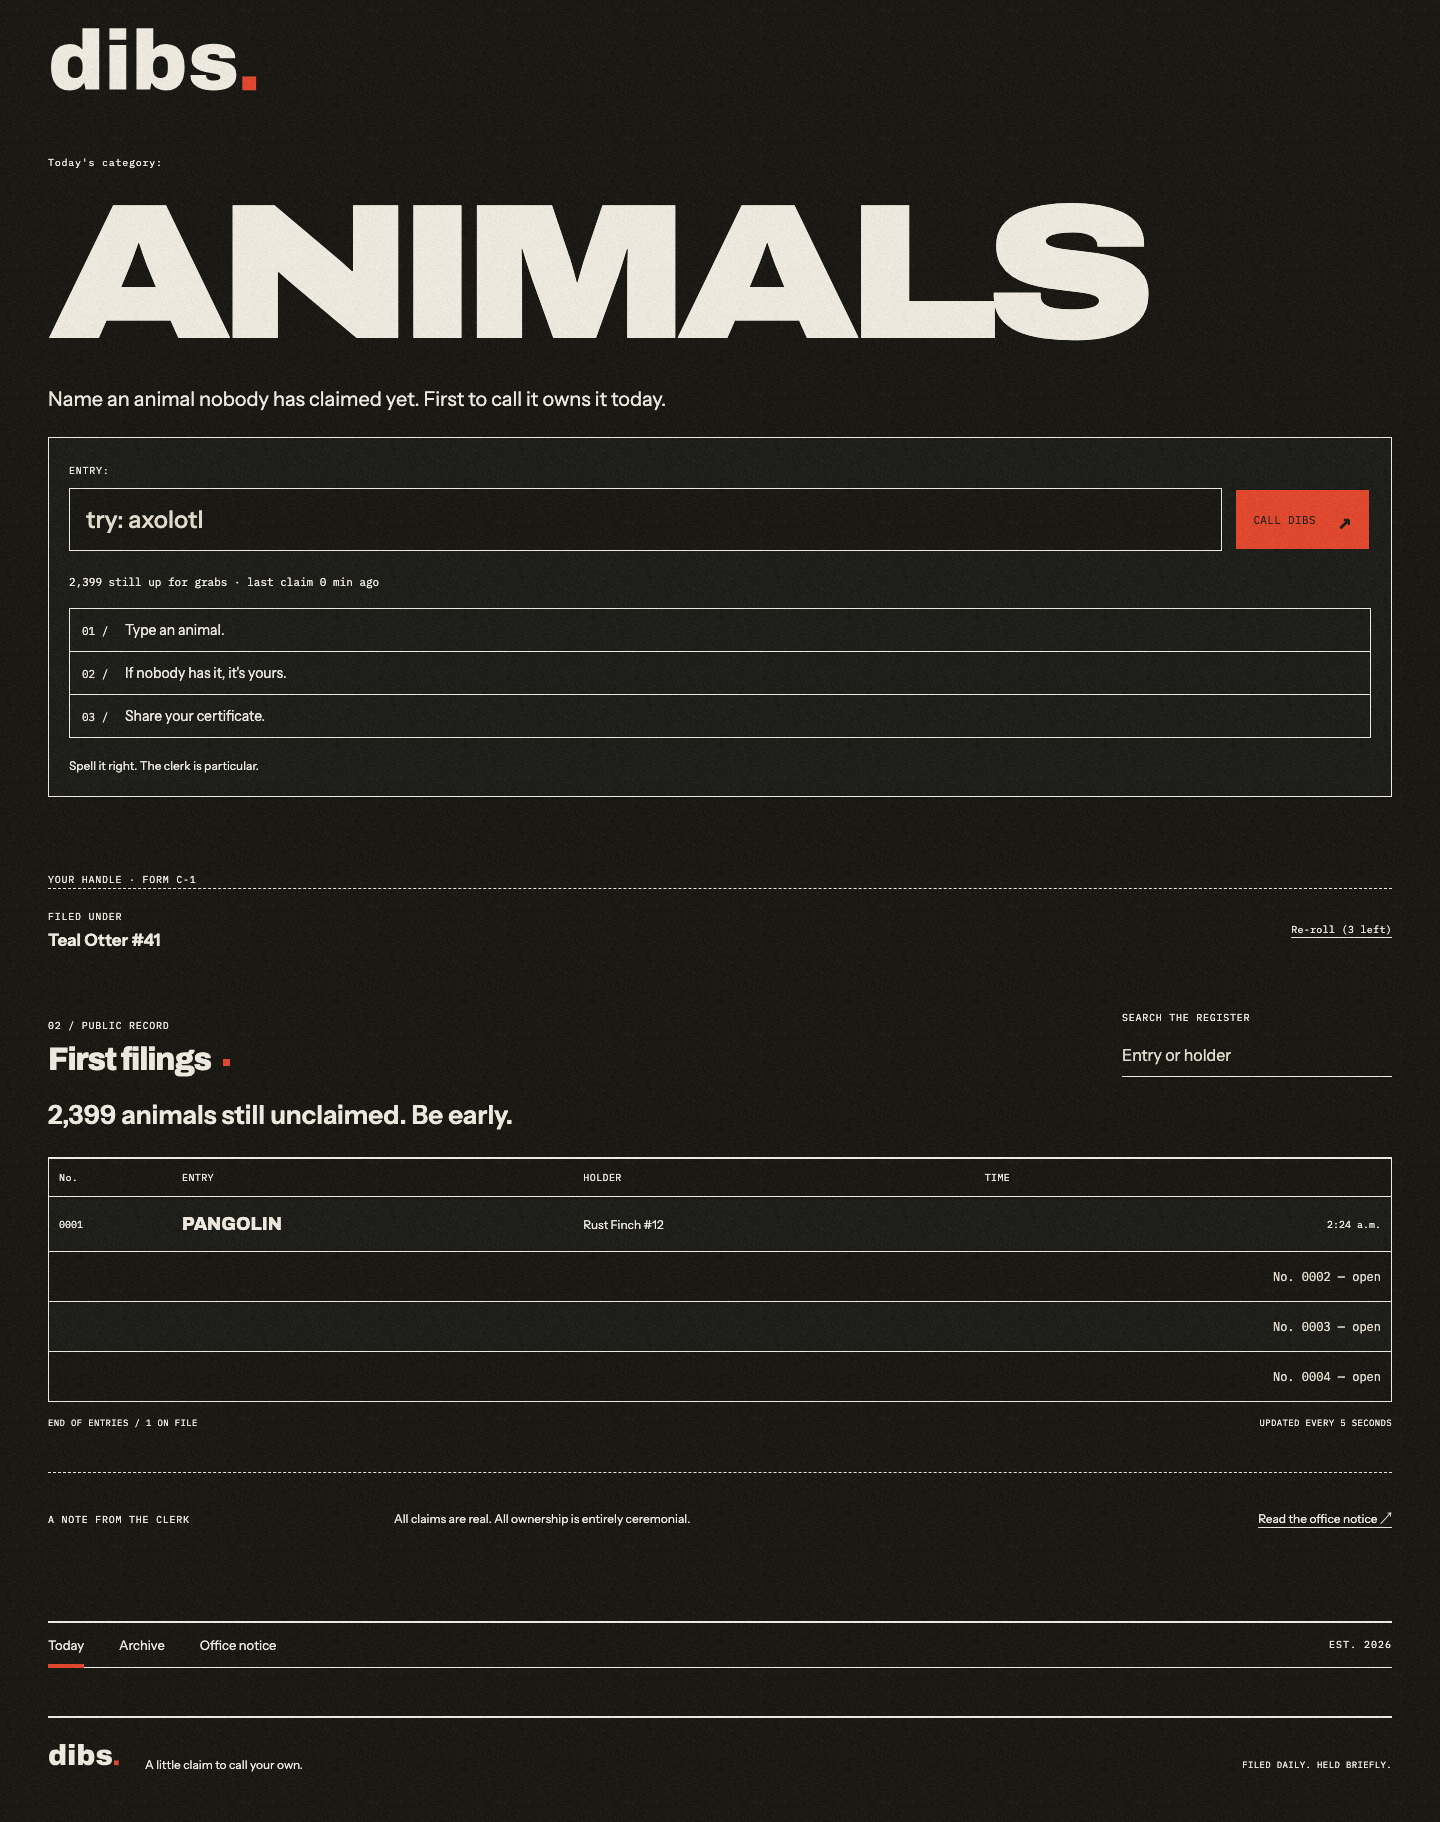 dibs.
Today's category:
ANIMALS
Name an animal nobody has claimed yet. First to call it owns it today.
ENTRY:
try: axolotl
CALL DIBS ↗
2,399 still up for grabs · last claim 0 min ago
01 / Type an animal.
02 / If nobody has it, it's yours.
03 / Share your certificate.
Spell it right. The clerk is particular.
YOUR HANDLE · FORM C-1
FILED UNDER
Teal Otter #41
Re-roll (3 left)
02 / PUBLIC RECORD
First filings
SEARCH THE REGISTER
Entry or holder
2,399 animals still unclaimed. Be early.
No. ENTRY HOLDER TIME
0001 PANGOLIN Rust Finch #12 2:24 a.m.
No. 0002 — open
No. 0003 — open
No. 0004 — open
END OF ENTRIES / 1 ON FILE UPDATED EVERY 5 SECONDS
A NOTE FROM THE CLERK All claims are real. All ownership is entirely ceremonial. Read the office notice ↗
Today Archive Office notice EST. 2026
dibs. A little claim to call your own. FILED DAILY. HELD BRIEFLY.